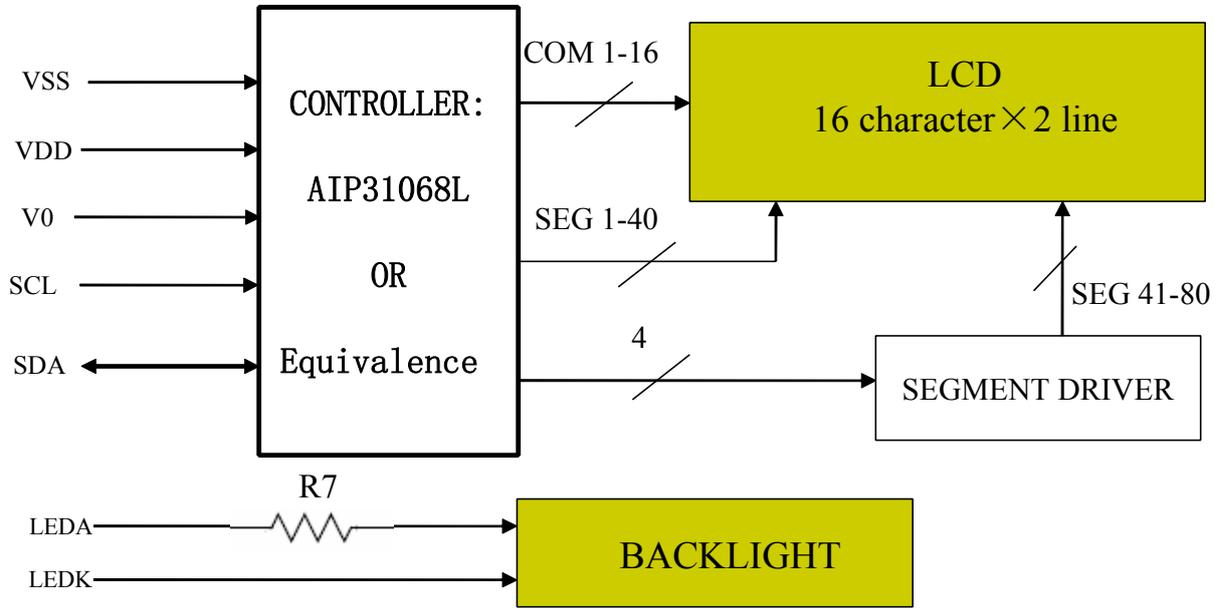 VSS
VDD
V0
SCL
SDA
CONTROLLER:
AIP31068L
OR
Equivalence
COM 1-16
SEG 1-40
4
LCD
16 character×2 line
SEG 41-80
SEGMENT DRIVER
R7
LEDA
LEDK
BACKLIGHT